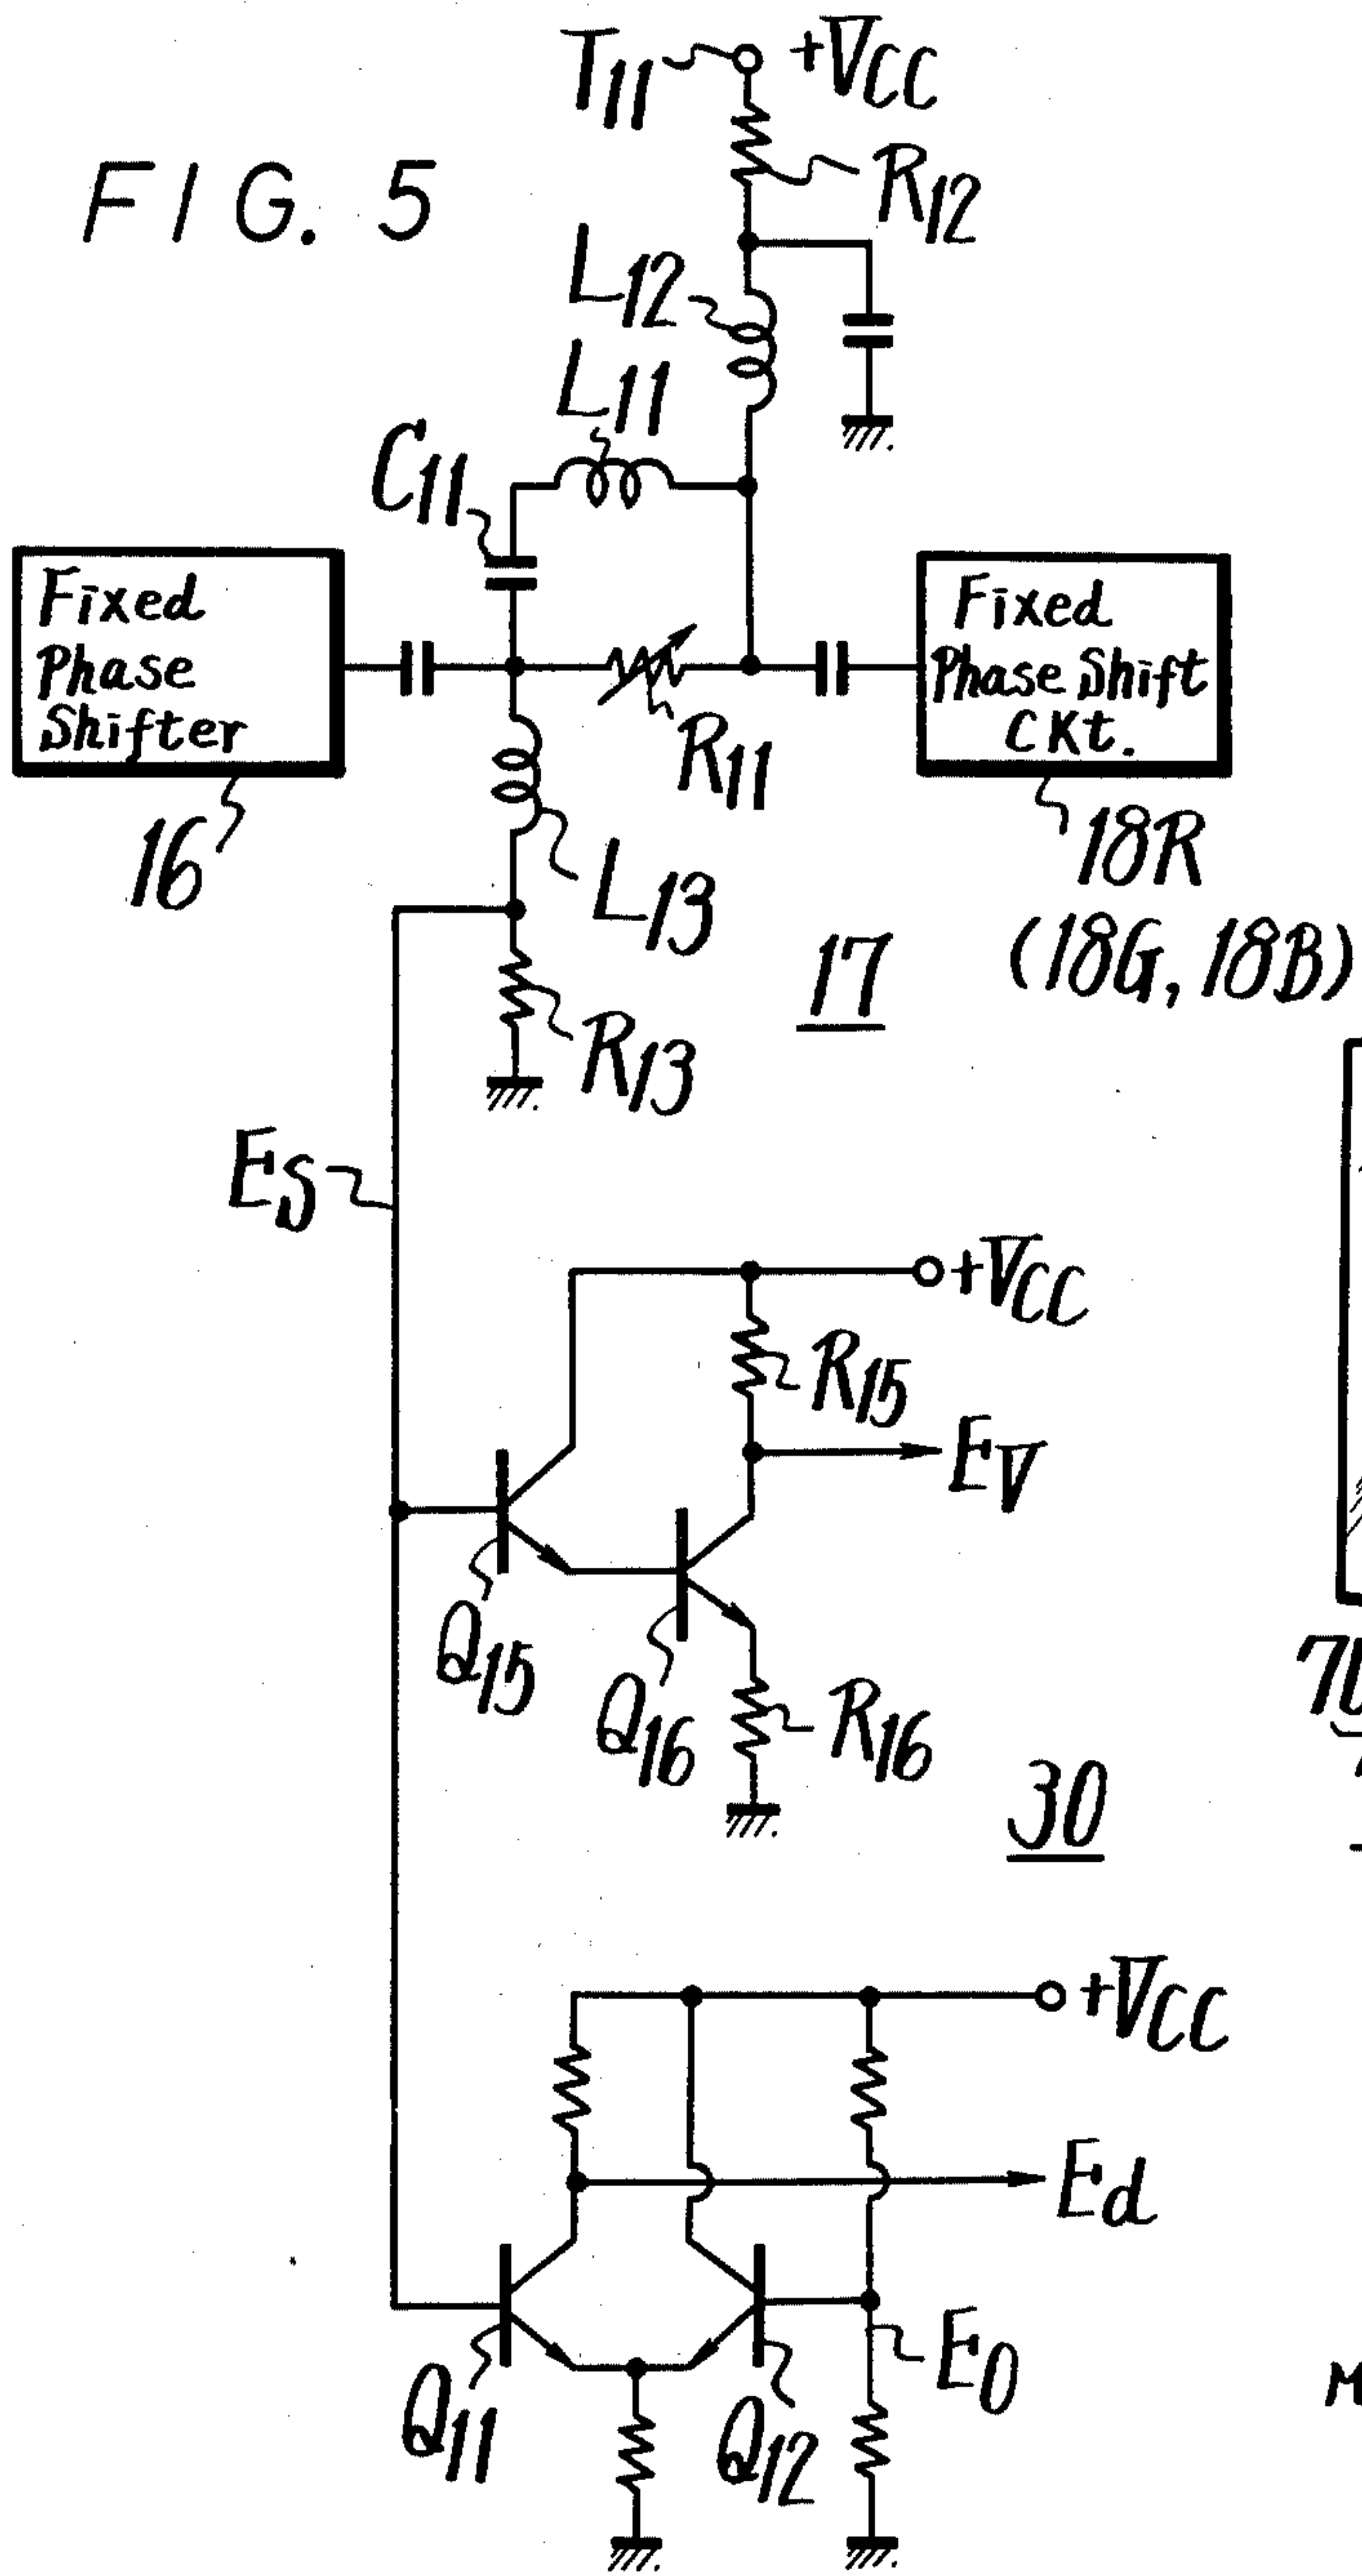 T11 +VCC
FIG. 5
R12
L12
L11
C11
Fixed
Phase
Shifter
Fixed
Phase Shift
CKt.
R11
16
18R
(18G, 18B)
L13
17
R13
ES
+VCC
R15
EV
Q15
Q16
R16
30
+VCC
Ed
Q11
Q12
EO